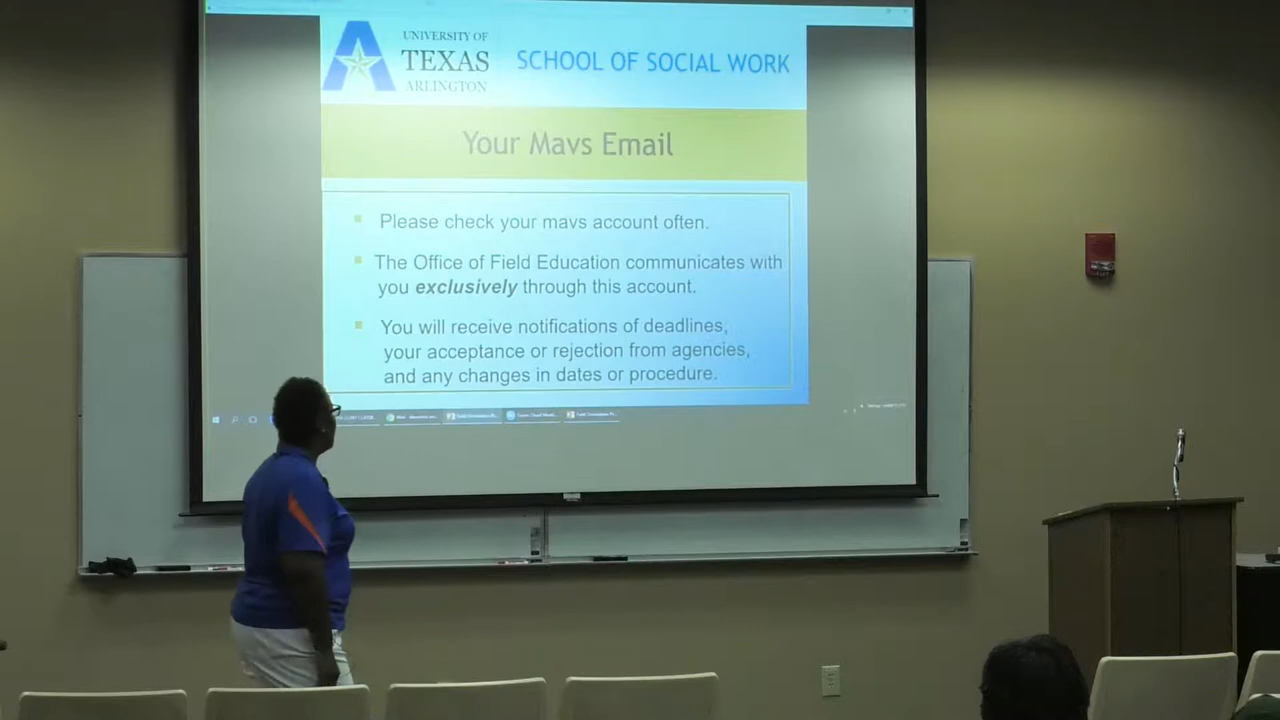 UNIVERSITY OF
TEXAS
ARLINGTON
SCHOOL OF SOCIAL WORK
Your Mavs Email
Please check your mavs account often.
The Office of Field Education communicates with
you exclusively through this account.
You will receive notifications of deadlines,
your acceptance or rejection from agencies,
and any changes in dates or procedure.